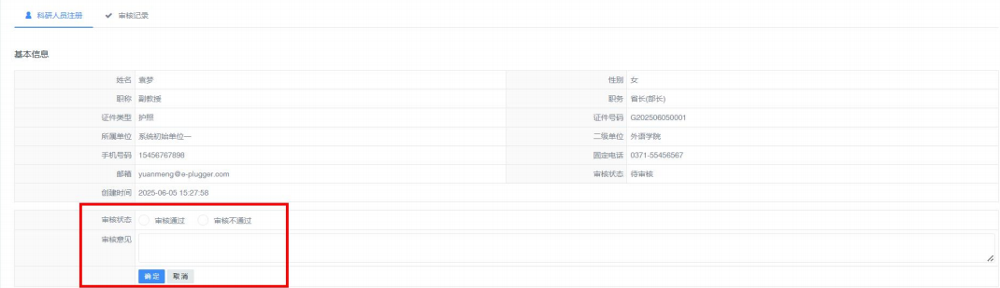 科研人员注册 审核记录
基本信息
姓名 袁梦 性别 女
职称 副教授 职务 省长(部长)
证件类型 护照 证件号码 G202506050001
所属单位 系统初始单位一 二级单位 外语学院
手机号码 15456767898 固定电话 0371-55456567
邮箱 yuanmeng@e-plugger.com 审核状态 待审核
创建时间 2025-06-05 15:27:58
审核状态 审核通过 审核不通过
审核意见
确定 取消